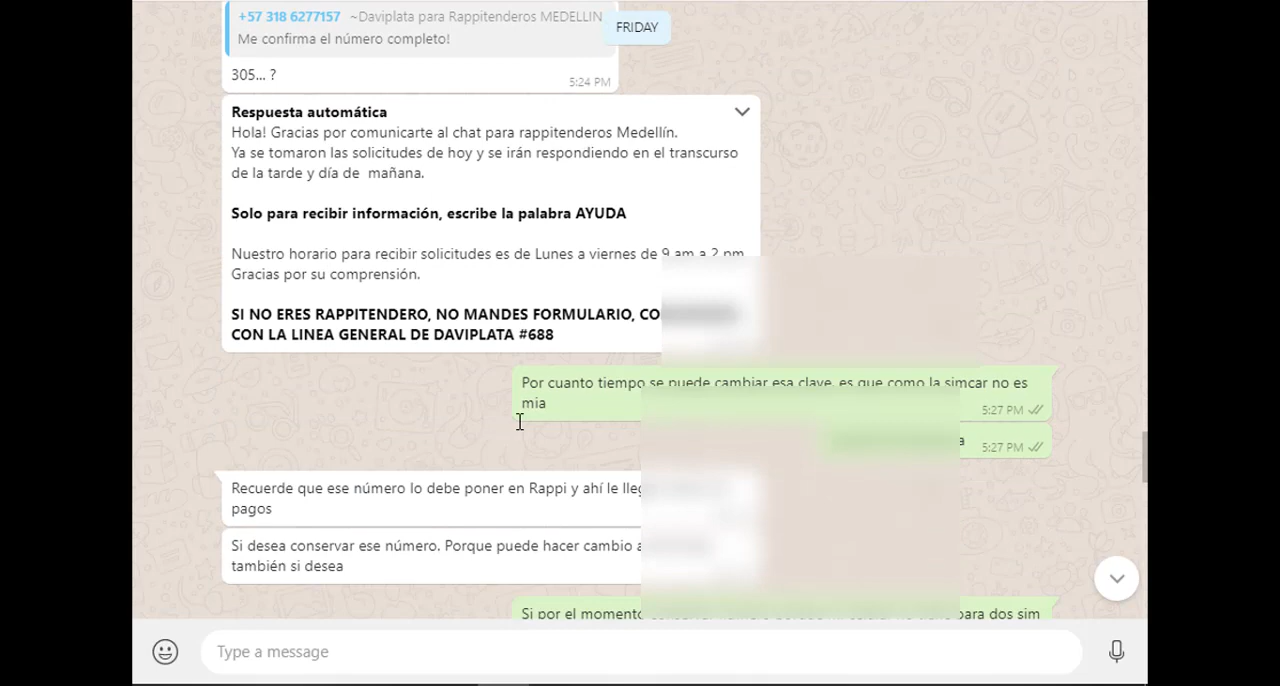 +57 318 6277157 ~Daviplata para Rappitenderos MEDELLIN
FRIDAY
Me confirma el número completo!
305... ?
5:24 PM
Respuesta automática
Hola! Gracias por comunicarte al chat para rappitenderos Medellín.
Ya se tomaron las solicitudes de hoy y se irán respondiendo en el transcurso
de la tarde y día de mañana.
Solo para recibir información, escribe la palabra AYUDA
Nuestro horario para recibir solicitudes es de Lunes a viernes de 9 am a 2 pm
Gracias por su comprensión.
SI NO ERES RAPPITENDERO, NO MANDES FORMULARIO, CO
CON LA LINEA GENERAL DE DAVIPLATA #688
Por cuanto tiempo se puede cambiar esa clave, es que como la simcar no es
mia
5:27 PM
a 5:27 PM
Recuerde que ese número lo debe poner en Rappi y ahí le lleg
pagos
Si desea conservar ese número. Porque puede hacer cambio a
también si desea
Si por el momento para dos sim
Type a message